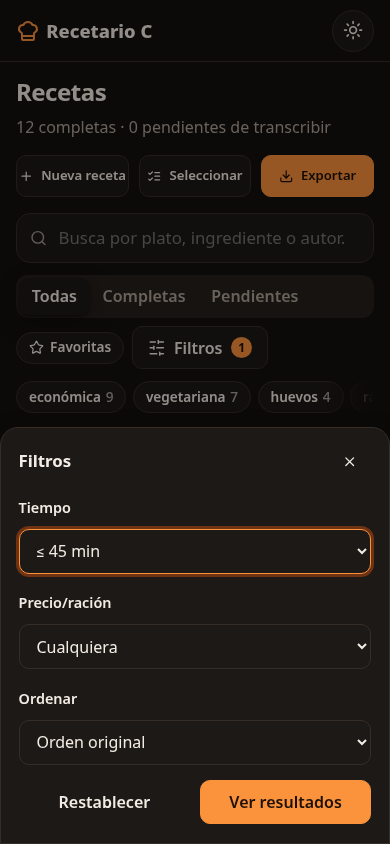 Recetario C
Recetas
12 completas · 0 pendientes de transcribir
Nueva receta
Seleccionar
Exportar
Busca por plato, ingrediente o autor.
Todas
Completas
Pendientes
Favoritas
Filtros 1
económica 9
vegetariana 7
huevos 4
Filtros
Tiempo
≤ 45 min
Precio/ración
Cualquiera
Ordenar
Orden original
Restablecer
Ver resultados